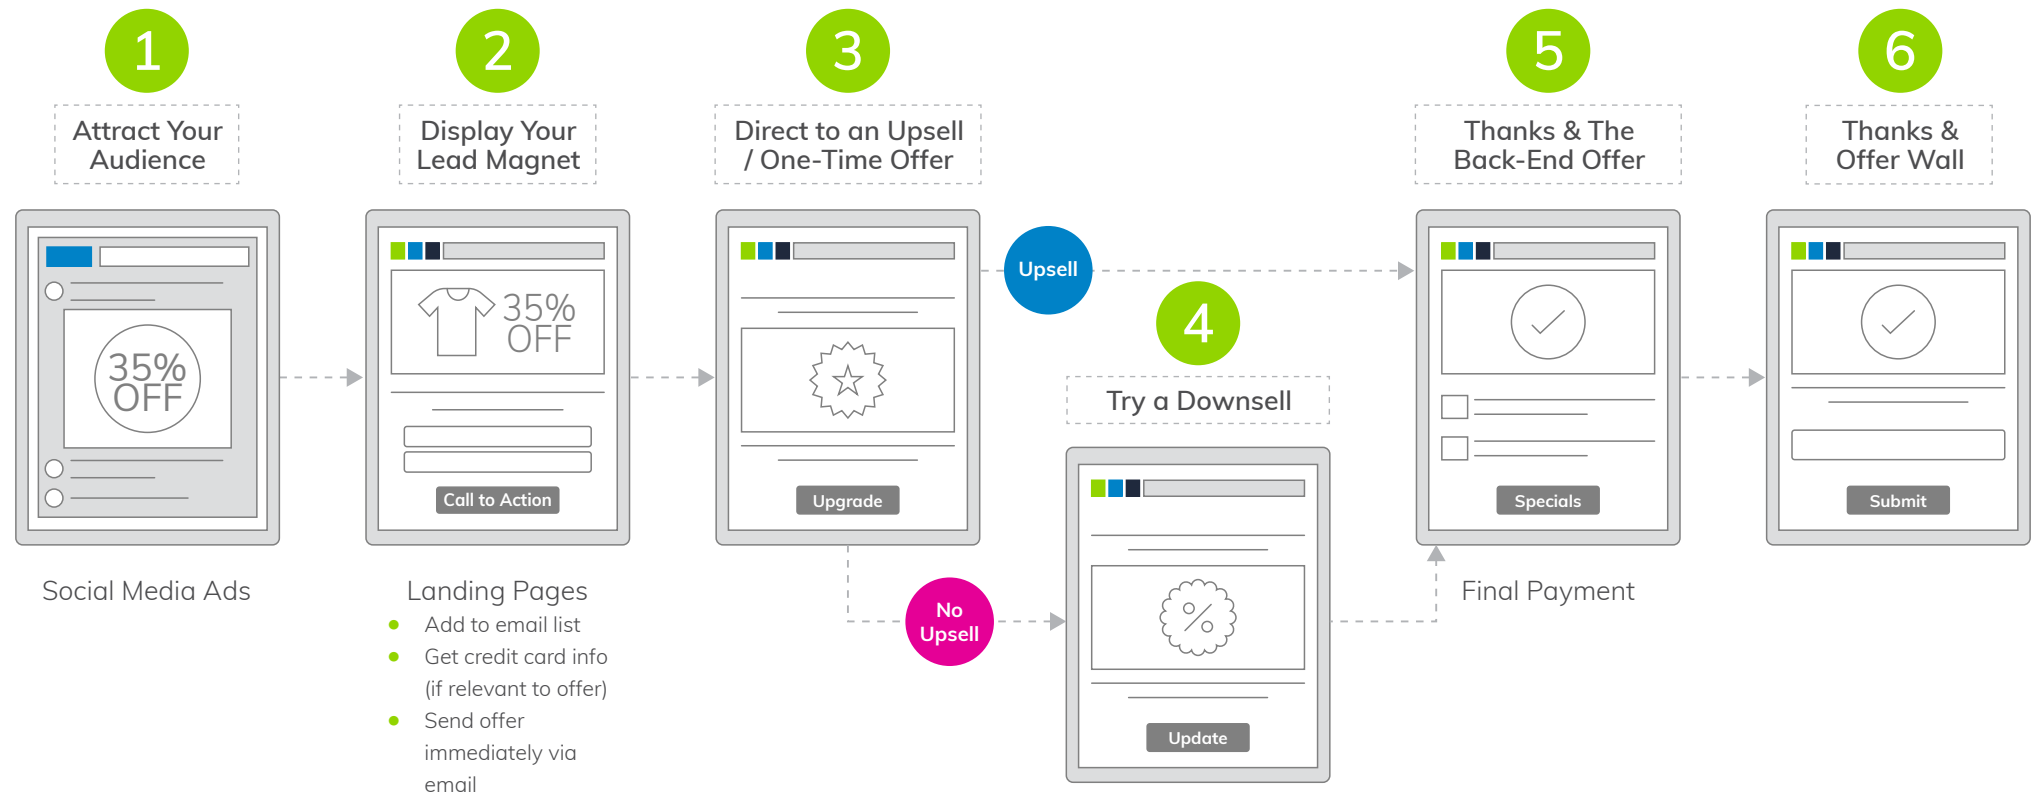 1
Attract Your
Audience
35%
OFF
Social Media Ads
2
Display Your
Lead Magnet
35%
OFF
Call to Action
Landing Pages
Add to email list
Get credit card info
(if relevant to offer)
Send offer
immediately via
email
3
Direct to an Upsell
/ One-Time Offer
Upgrade
Upsell
No
Upsell
4
Try a Downsell
Update
5
Thanks & The
Back-End Offer
Specials
Final Payment
6
Thanks &
Offer Wall
Submit